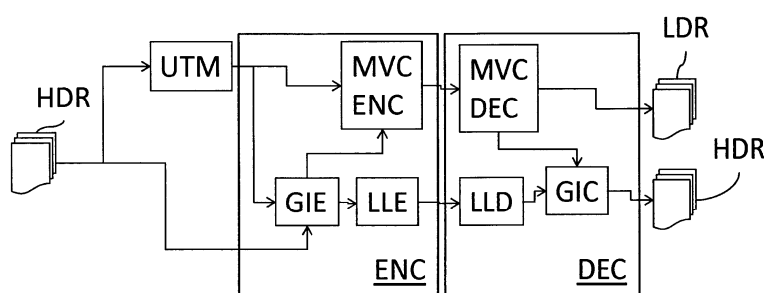 LDR
HDR
UTM
MVC
ENC
MVC
DEC
HDR
GIE
LLE
LLD
GIC
ENC
DEC